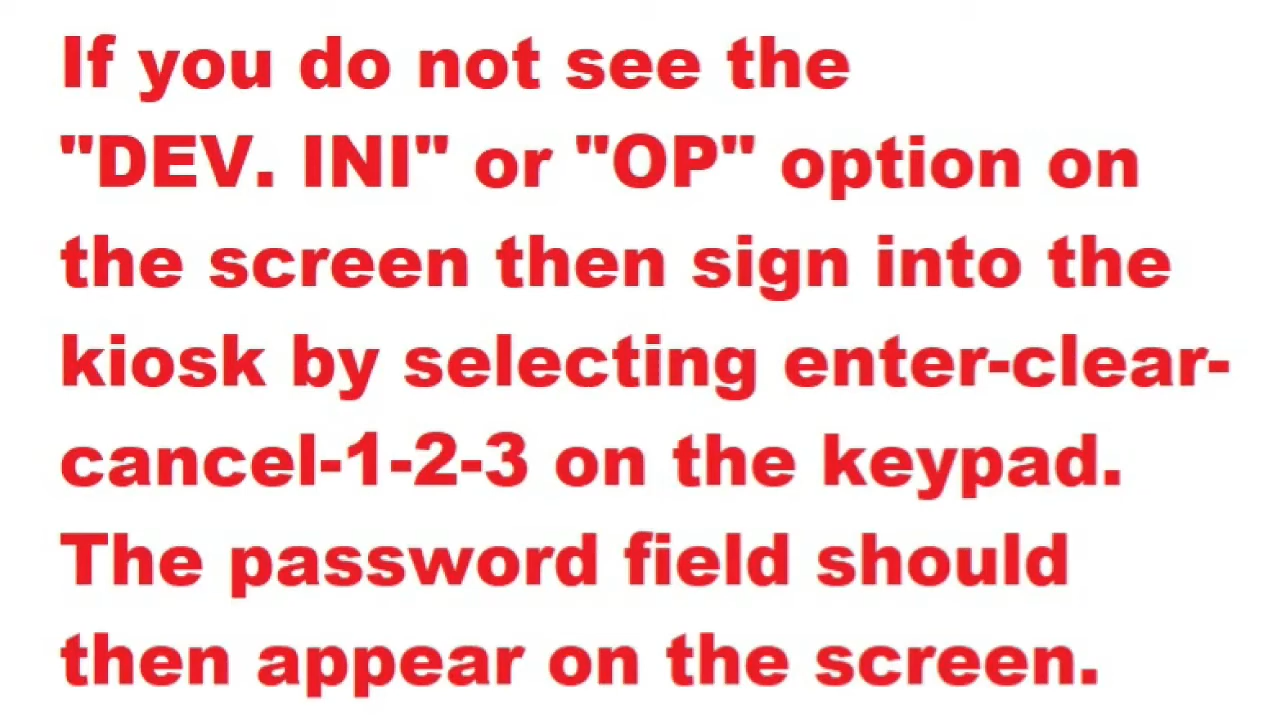 If you do not see the
"DEV. INI" or "OP" option on
the screen then sign into the
kiosk by selecting enter-clear-
cancel-1-2-3 on the keypad.
The password field should
then appear on the screen.